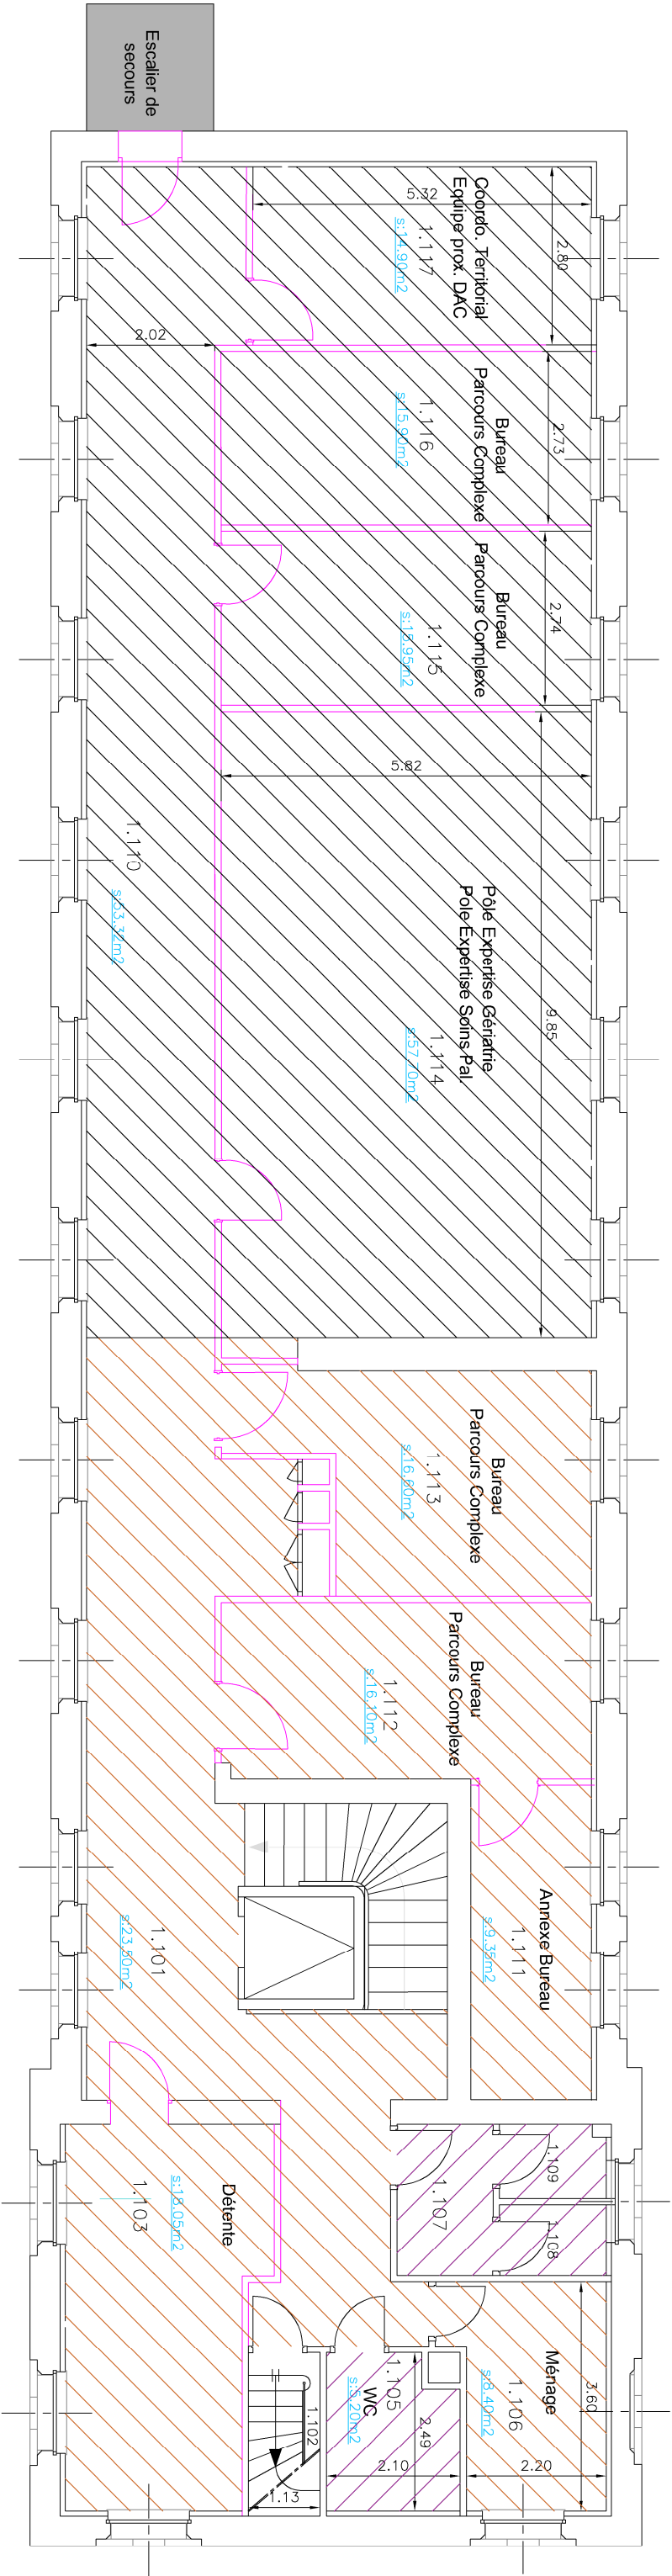 Escalier de
secours
Coordo. Territorial
Equipe prox. DAC
1.117
s:14.90m2
5.32
2.80
2.02
Bureau
Parcours Complexe
1.116
s:15.90m2
2.73
Bureau
Parcours Complexe
1.115
s:15.95m2
2.74
5.82
1.110
s:53.32m2
Pôle Expertise Gériatrie
Pole Expertise Soins Pal.
1.114
s:57.70m2
9.85
Bureau
Parcours Complexe
1.113
s:16.60m2
Bureau
Parcours Complexe
1.112
s:16.10m2
Annexe Bureau
1.111
s:9.35m2
1.101
s:23.50m2
1.109
1.108
1.107
Détente
1.103
s:18.05m2
Ménage
1.106
s:8.40m2
3.60
2.20
WC
1.105
s:5.20m2
2.49
2.10
1.102
1.13